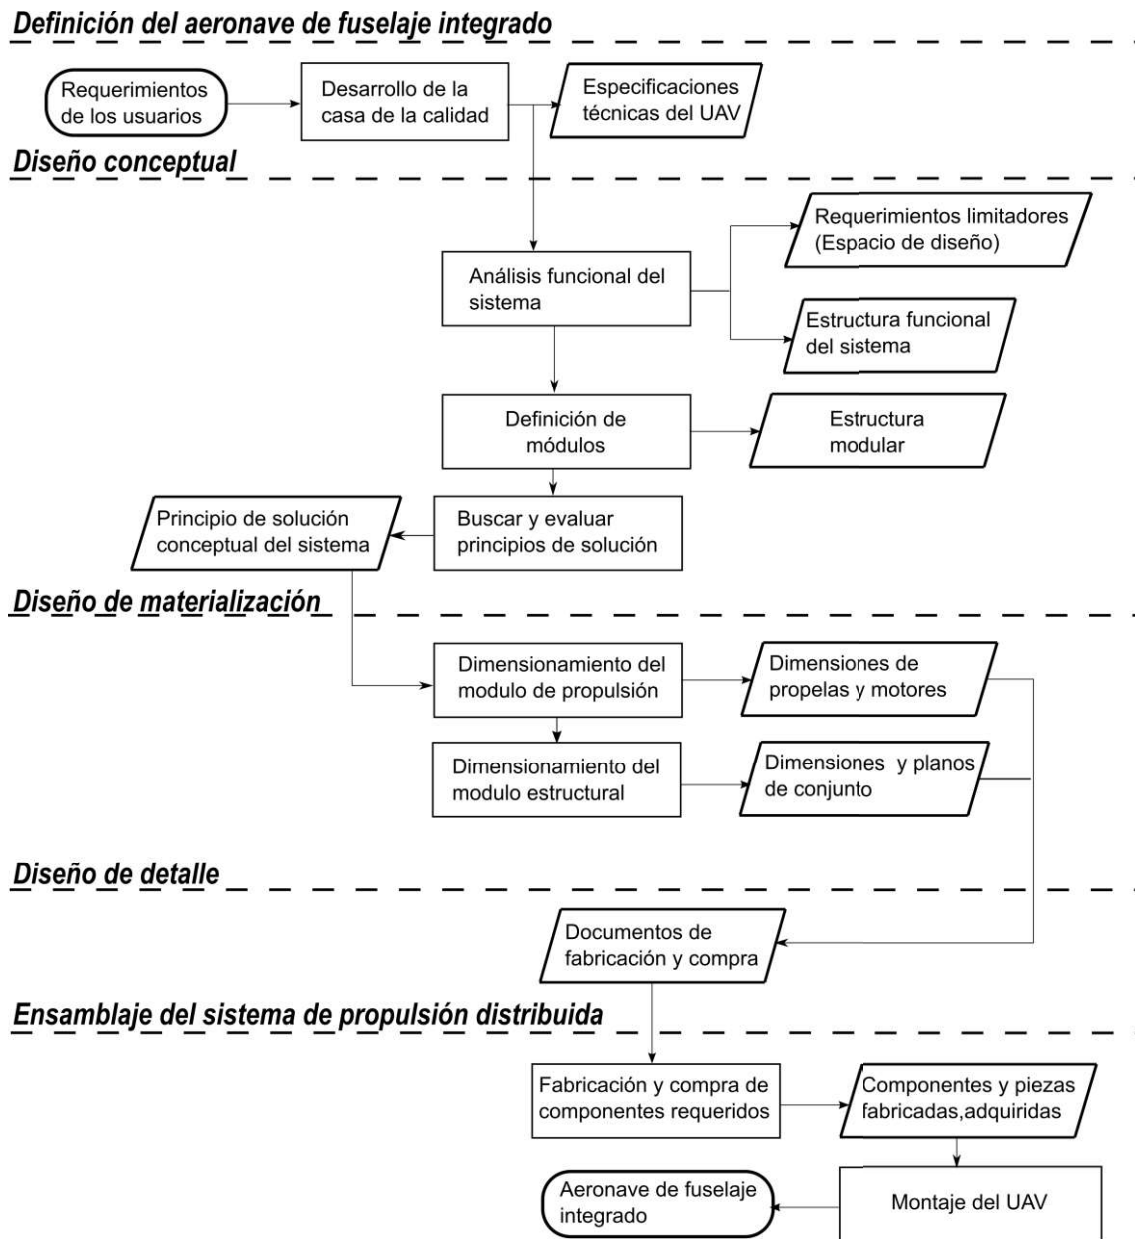 Definición del aeronave de fuselaje integrado
Requerimientos
de los usuarios
Desarrollo de la
casa de la calidad
Especificaciones
técnicas del UAV
Diseño conceptual
Requerimientos limitadores
(Espacio de diseño)
Análisis funcional del
sistema
Estructura funcional
del sistema
Definición de
módulos
Estructura
modular
Principio de solución
conceptual del sistema
Buscar y evaluar
principios de solución
Diseño de materialización
Dimensionamiento del
modulo de propulsión
Dimensiones de
propelas y motores
Dimensionamiento del
modulo estructural
Dimensiones y planos
de conjunto
Diseño de detalle
Documentos de
fabricación y compra
Ensamblaje del sistema de propulsión distribuida
Fabricación y compra de
componentes requeridos
Componentes y piezas
fabricadas,adquiridas
Aeronave de fuselaje
integrado
Montaje del UAV